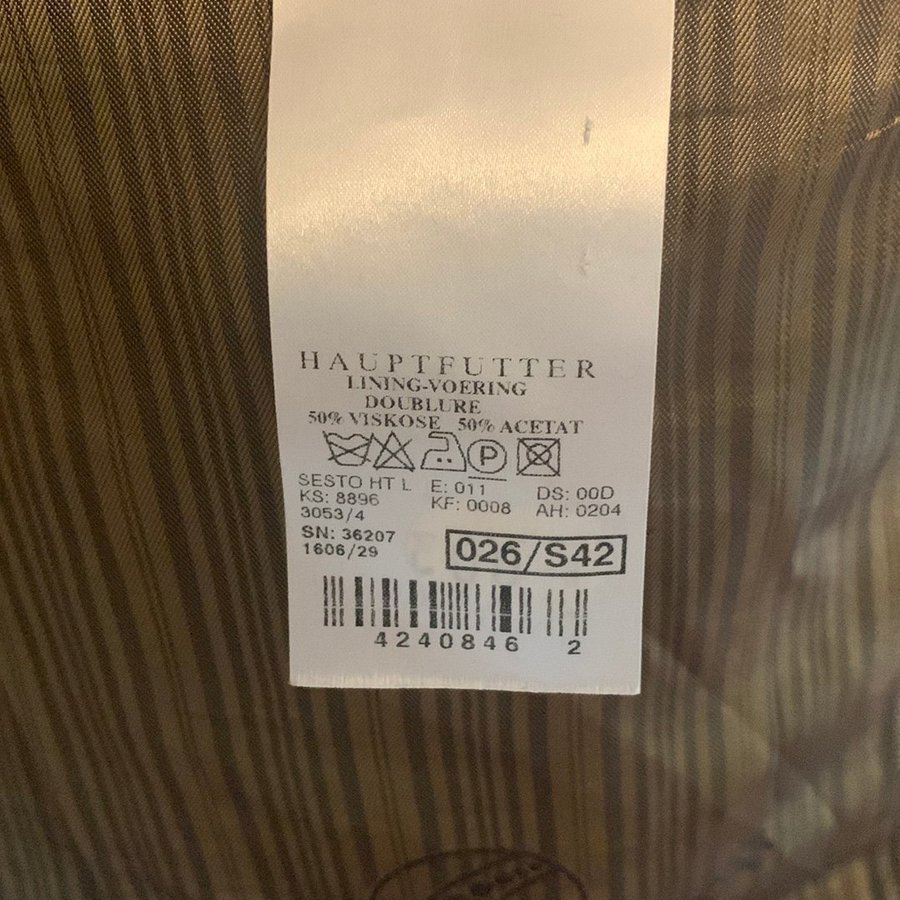 HAUPTFUTTER
LINING-VOERING
DOUBLURE
50% VISKOSE 50% ACETAT
P
SESTO HT L E: 011 DS: 00D
KS: 8896 KF: 0008 AH: 0204
3053/4
SN: 36207
1606/29 026/S42
4240846 2